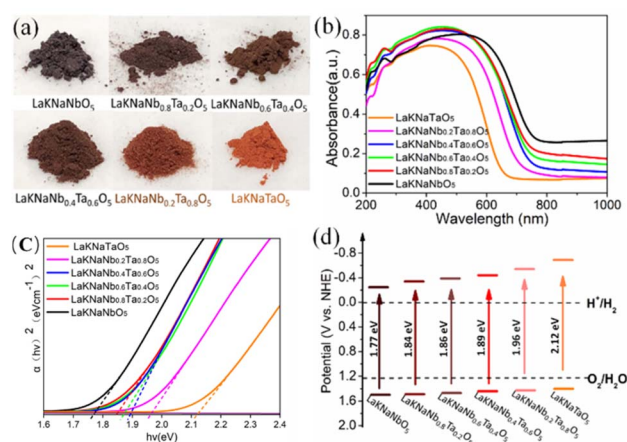 (a)
LaKNaNbO5
LaKNaNb0.8Ta0.2O5
LaKNaNb0.6Ta0.4O5
LaKNaNb0.4Ta0.6O5
LaKNaNb0.2Ta0.8O5
LaKNaTaO5
(b)
Absorbance(a.u.)
0.8
0.6
0.4
0.2
0.0
LaKNaTaO5
LaKNaNb0.2Ta0.8O5
LaKNaNb0.4Ta0.6O5
LaKNaNb0.6Ta0.4O5
LaKNaNb0.8Ta0.2O5
LaKNaNbO5
200 400 600 800 1000
Wavelength (nm)
(C)
α (hv) 2 (eVcm-1) 2
LaKNaTaO5
LaKNaNb0.2Ta0.8O5
LaKNaNb0.4Ta0.6O5
LaKNaNb0.6Ta0.4O5
LaKNaNb0.8Ta0.2O5
LaKNaNbO5
1.6 1.7 1.8 1.9 2.0 2.1 2.2 2.3 2.4
hv(eV)
(d)
Potential (V vs. NHE)
-0.8
-0.4
0.0
0.4
0.8
1.2
1.6
2.0
H+/H2
O2/H2O
1.77 eV
1.84 eV
1.86 eV
1.89 eV
1.96 eV
2.12 eV
LaKNaNbO5
LaKNaNb0.8Ta0.2O5
LaKNaNb0.6Ta0.4O5
LaKNaNb0.4Ta0.6O5
LaKNaNb0.2Ta0.8O5
LaKNaTaO5